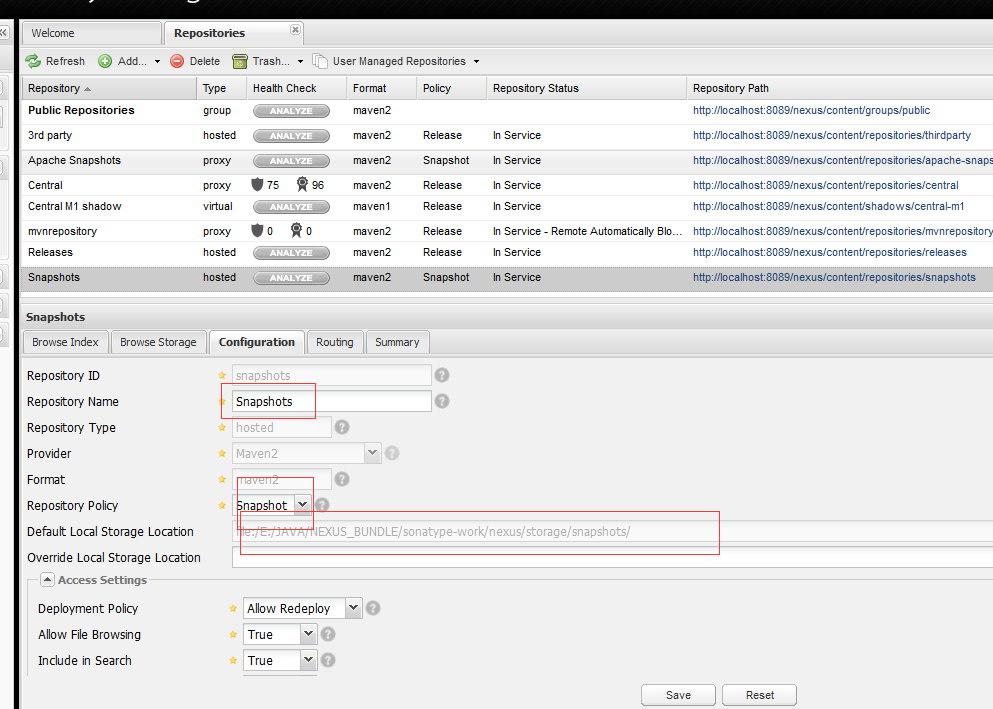 Welcome Repositories
Refresh Add... Delete Trash... User Managed Repositories
Repository Type Health Check Format Policy Repository Status Repository Path
Public Repositories group ANALYZE maven2 http://localhost:8089/nexus/content/groups/public
3rd party hosted ANALYZE maven2 Release In Service http://localhost:8089/nexus/content/repositories/thirdparty
Apache Snapshots proxy ANALYZE maven2 Snapshot In Service http://localhost:8089/nexus/content/repositories/apache-snaps
Central proxy 75 96 maven2 Release In Service http://localhost:8089/nexus/content/repositories/central
Central M1 shadow virtual ANALYZE maven1 Release In Service http://localhost:8089/nexus/content/shadows/central-m1
mvnrepository proxy 0 0 maven2 Release In Service - Remote Automatically Blo... http://localhost:8089/nexus/content/repositories/mvnrepository
Releases hosted ANALYZE maven2 Release In Service http://localhost:8089/nexus/content/repositories/releases
Snapshots hosted ANALYZE maven2 Snapshot In Service http://localhost:8089/nexus/content/repositories/snapshots
Snapshots
Browse Index Browse Storage Configuration Routing Summary
Repository ID snapshots
Repository Name Snapshots
Repository Type hosted
Provider Maven2
Format maven2
Repository Policy Snapshot
Default Local Storage Location file:/E:/JAVA/NEXUS_BUNDLE/sonatype-work/nexus/storage/snapshots/
Override Local Storage Location
Access Settings
Deployment Policy Allow Redeploy
Allow File Browsing True
Include in Search True
Save Reset